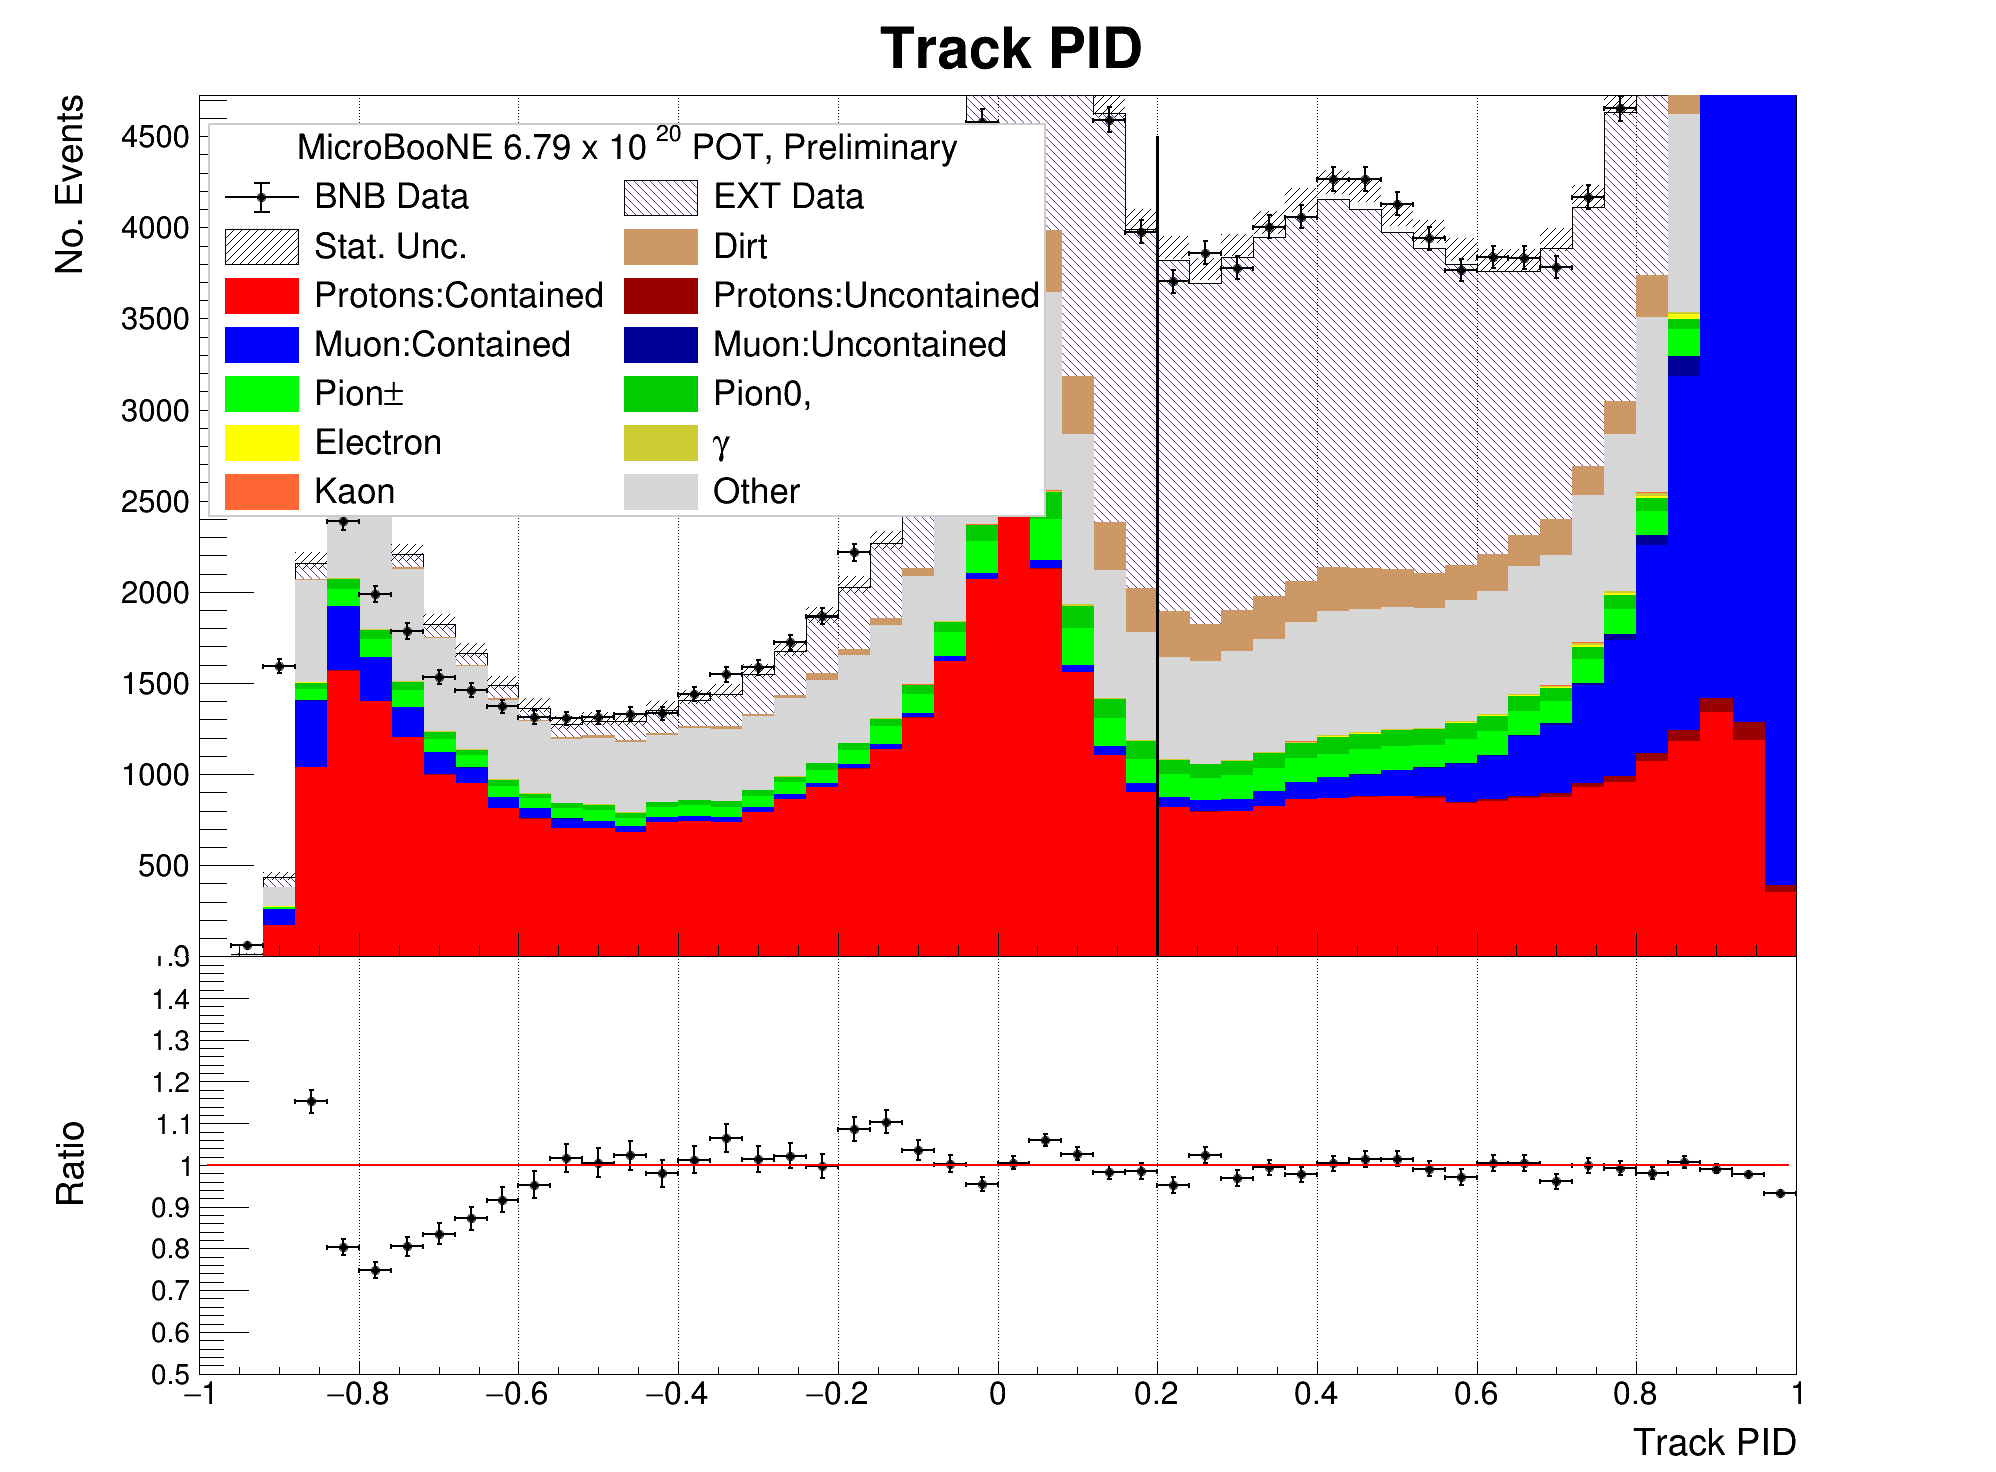 Track PID
No. Events
4500
4000
3500
3000
2500
2000
1500
1000
500
0
MicroBooNE 6.79 x 10 20 POT, Preliminary
BNB Data
EXT Data
Stat. Unc.
Dirt
Protons:Contained
Protons:Uncontained
Muon:Contained
Muon:Uncontained
Pion±
Pion0,
Electron
γ
Kaon
Other
Ratio
1.4
1.3
1.2
1.1
1
0.9
0.8
0.7
0.6
0.5
−1 −0.8 −0.6 −0.4 −0.2 0 0.2 0.4 0.6 0.8 1
Track PID